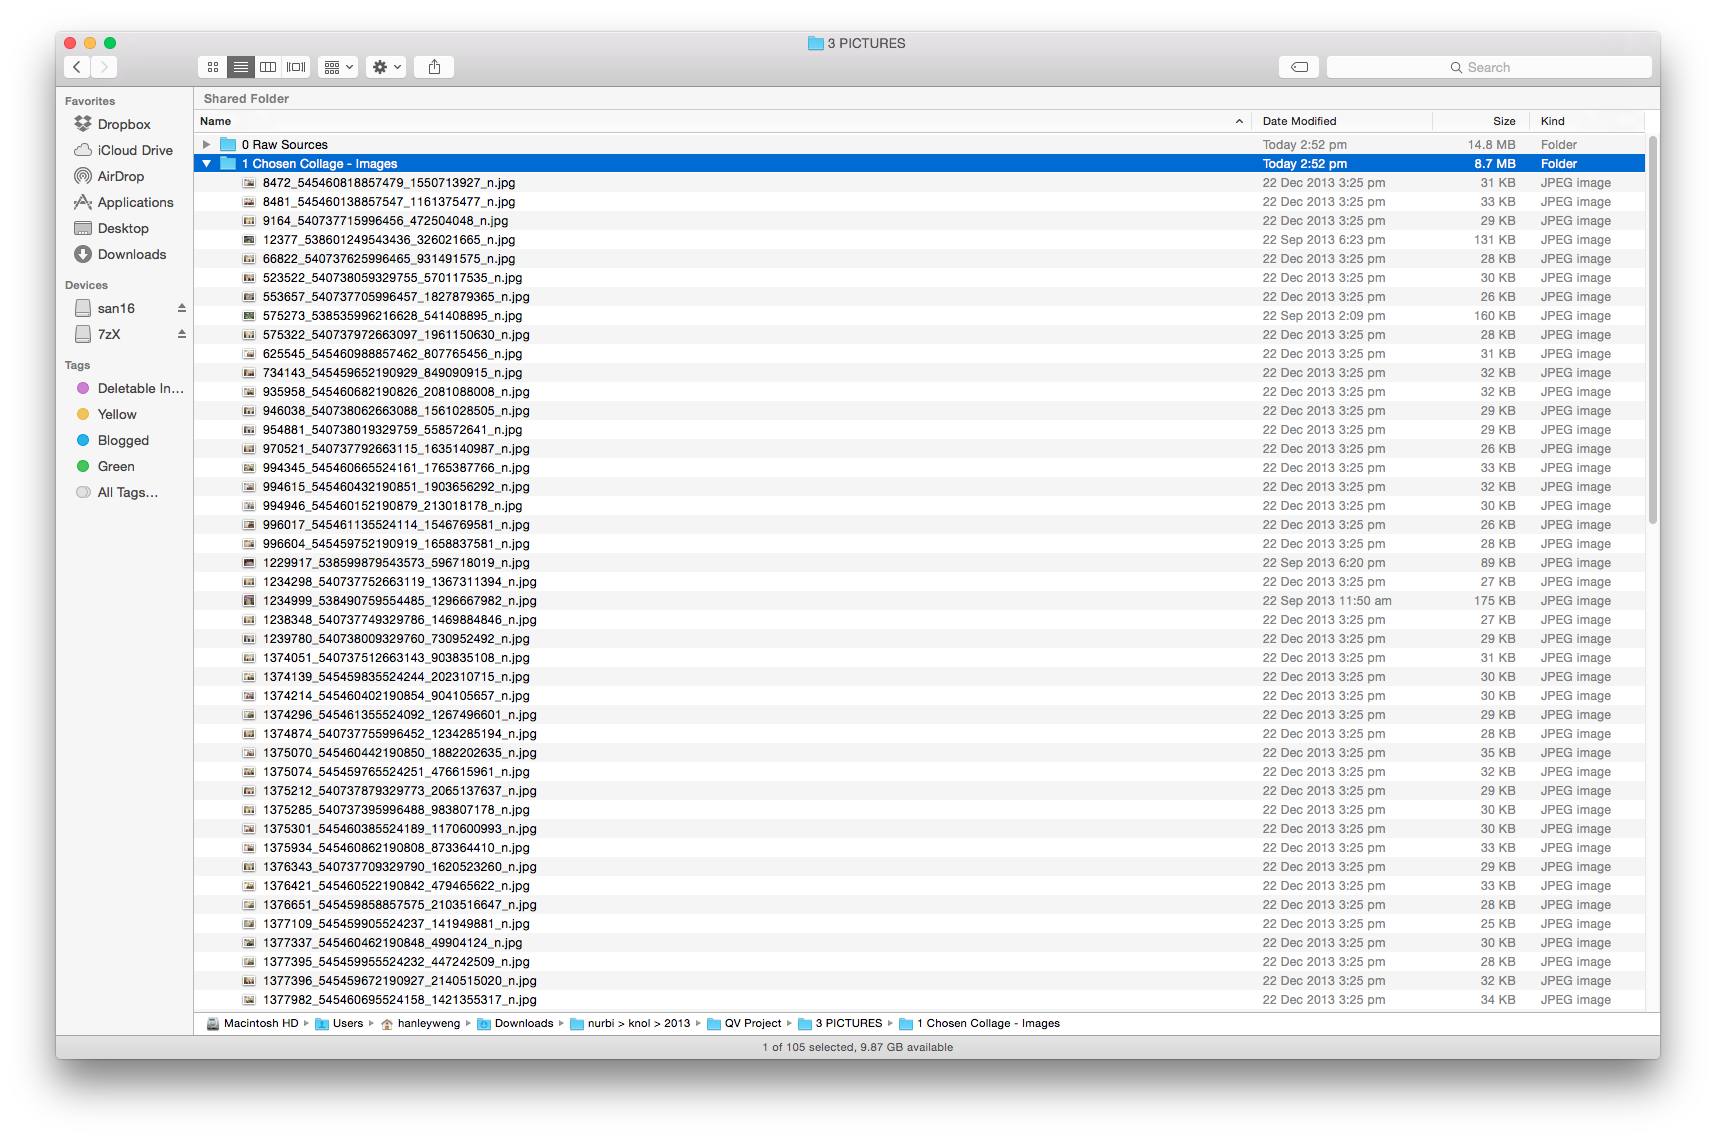 3 PICTURES
Search
Favorites
Dropbox
iCloud Drive
AirDrop
Applications
Desktop
Downloads
Devices
san16
7zX
Tags
Deletable In...
Yellow
Blogged
Green
All Tags...
Shared Folder
Name Date Modified Size Kind
0 Raw Sources Today 2:52 pm 14.8 MB Folder
1 Chosen Collage - Images Today 2:52 pm 8.7 MB Folder
8472_545460818857479_1550713927_n.jpg 22 Dec 2013 3:25 pm 31 KB JPEG image
8481_545460138857547_1161375477_n.jpg 22 Dec 2013 3:25 pm 33 KB JPEG image
9164_540737715996456_472504048_n.jpg 22 Dec 2013 3:25 pm 29 KB JPEG image
12377_538601249543436_326021665_n.jpg 22 Sep 2013 6:23 pm 131 KB JPEG image
66822_540737625996465_931491575_n.jpg 22 Dec 2013 3:25 pm 28 KB JPEG image
523522_540738059329755_570117535_n.jpg 22 Dec 2013 3:25 pm 30 KB JPEG image
553657_540737705996457_1827879365_n.jpg 22 Dec 2013 3:25 pm 26 KB JPEG image
575273_538535996216628_541408895_n.jpg 22 Sep 2013 2:09 pm 160 KB JPEG image
575322_540737972663097_1961150630_n.jpg 22 Dec 2013 3:25 pm 28 KB JPEG image
625545_545460988857462_807765456_n.jpg 22 Dec 2013 3:25 pm 31 KB JPEG image
734143_545459652190929_849090915_n.jpg 22 Dec 2013 3:25 pm 32 KB JPEG image
935958_545460682190826_2081088008_n.jpg 22 Dec 2013 3:25 pm 32 KB JPEG image
946038_540738062663088_1561028505_n.jpg 22 Dec 2013 3:25 pm 29 KB JPEG image
954881_540738019329759_558572641_n.jpg 22 Dec 2013 3:25 pm 29 KB JPEG image
970521_540737792663115_1635140987_n.jpg 22 Dec 2013 3:25 pm 26 KB JPEG image
994345_545460665524161_1765387766_n.jpg 22 Dec 2013 3:25 pm 33 KB JPEG image
994615_545460432190851_1903656292_n.jpg 22 Dec 2013 3:25 pm 32 KB JPEG image
994946_545460152190879_213018178_n.jpg 22 Dec 2013 3:25 pm 30 KB JPEG image
996017_545461135524114_1546769581_n.jpg 22 Dec 2013 3:25 pm 26 KB JPEG image
996604_545459752190919_1658837581_n.jpg 22 Dec 2013 3:25 pm 28 KB JPEG image
1229917_538599879543573_596718019_n.jpg 22 Sep 2013 6:20 pm 89 KB JPEG image
1234298_540737752663119_1367311394_n.jpg 22 Dec 2013 3:25 pm 27 KB JPEG image
1234999_538490759554485_1296667982_n.jpg 22 Sep 2013 11:50 am 175 KB JPEG image
1238348_540737749329786_1469884846_n.jpg 22 Dec 2013 3:25 pm 27 KB JPEG image
1239780_540738009329760_730952492_n.jpg 22 Dec 2013 3:25 pm 29 KB JPEG image
1374051_540737512663143_903835108_n.jpg 22 Dec 2013 3:25 pm 31 KB JPEG image
1374139_545459835524244_202310715_n.jpg 22 Dec 2013 3:25 pm 30 KB JPEG image
1374214_545460402190854_904105657_n.jpg 22 Dec 2013 3:25 pm 30 KB JPEG image
1374296_545461355524092_1267496601_n.jpg 22 Dec 2013 3:25 pm 29 KB JPEG image
1374874_540737755996452_1234285194_n.jpg 22 Dec 2013 3:25 pm 28 KB JPEG image
1375070_545460442190850_1882202635_n.jpg 22 Dec 2013 3:25 pm 35 KB JPEG image
1375074_545459765524251_476615961_n.jpg 22 Dec 2013 3:25 pm 32 KB JPEG image
1375212_540737879329773_2065137637_n.jpg 22 Dec 2013 3:25 pm 29 KB JPEG image
1375285_540737395996488_983807178_n.jpg 22 Dec 2013 3:25 pm 30 KB JPEG image
1375301_545460385524189_1170600993_n.jpg 22 Dec 2013 3:25 pm 30 KB JPEG image
1375934_545460862190808_873364410_n.jpg 22 Dec 2013 3:25 pm 33 KB JPEG image
1376343_540737709329790_1620523260_n.jpg 22 Dec 2013 3:25 pm 29 KB JPEG image
1376421_545460522190842_479465622_n.jpg 22 Dec 2013 3:25 pm 33 KB JPEG image
1376651_545459858857575_2103516647_n.jpg 22 Dec 2013 3:25 pm 28 KB JPEG image
1377109_545459905524237_141949881_n.jpg 22 Dec 2013 3:25 pm 25 KB JPEG image
1377337_545460462190848_49904124_n.jpg 22 Dec 2013 3:25 pm 30 KB JPEG image
1377395_545459955524232_447242509_n.jpg 22 Dec 2013 3:25 pm 28 KB JPEG image
1377396_545459672190927_2140515020_n.jpg 22 Dec 2013 3:25 pm 32 KB JPEG image
1377982_545460695524158_1421355317_n.jpg 22 Dec 2013 3:25 pm 34 KB JPEG image
Macintosh HD Users hanleyweng Downloads nurbi > knol > 2013 QV Project 3 PICTURES 1 Chosen Collage - Images
1 of 105 selected, 9.87 GB available